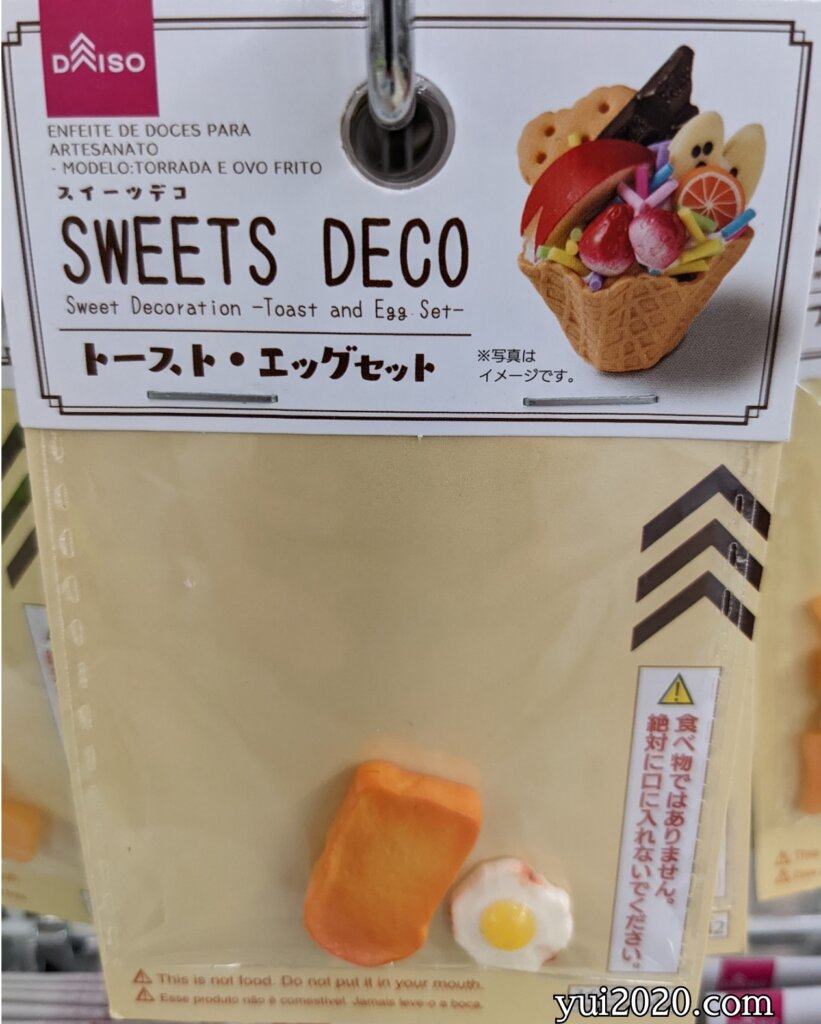 DAISO
ENFEITE DE DOCES PARA
ARTESANATO
- MODELO:TORRADA E OVO FRITO
スイーツデコ
SWEETS DECO
Sweet Decoration -Toast and Egg Set-
トースト・エッグセット
※写真は
イメージです。
食べ物ではありません。
絶対に口に入れないでください。
This is not food. Do not put it in your mouth.
Esse produto não é comestível. Jamais leve-o a boca.
yui2020.com